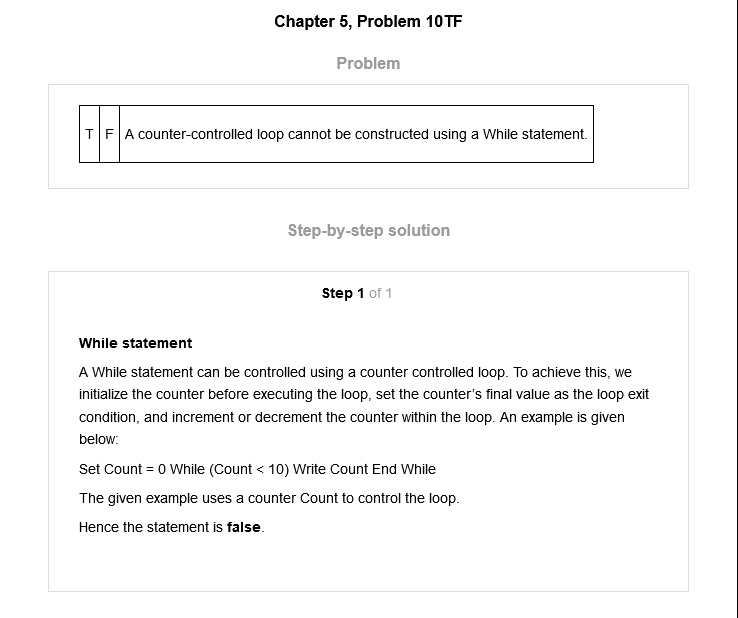 Chapter 5, Problem 10TF
Problem
T F A counter-controlled loop cannot be constructed using a While statement.
Step-by-step solution
Step 1 of 1
While statement
A While statement can be controlled using a counter controlled loop. To achieve this, we
initialize the counter before executing the loop, set the counter's final value as the loop exit
condition, and increment or decrement the counter within the loop. An example is given
below:
Set Count = 0 While (Count < 10) Write Count End While
The given example uses a counter Count to control the loop.
Hence the statement is false.